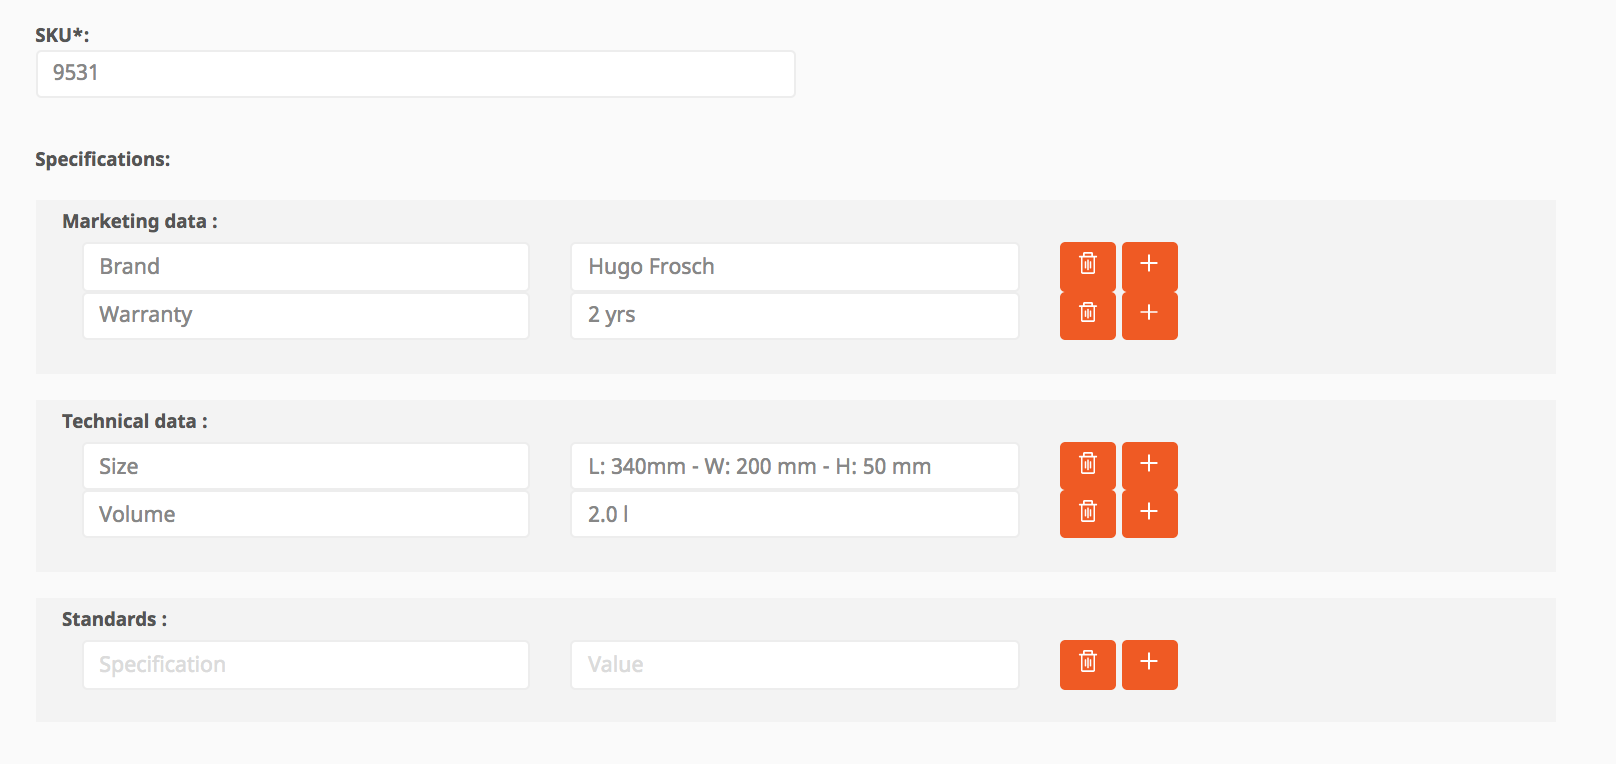 SKU*:
9531
Specifications:
Marketing data :
Brand Hugo Frosch
Warranty 2 yrs
Technical data :
Size L: 340mm - W: 200 mm - H: 50 mm
Volume 2.0 l
Standards :
Specification Value